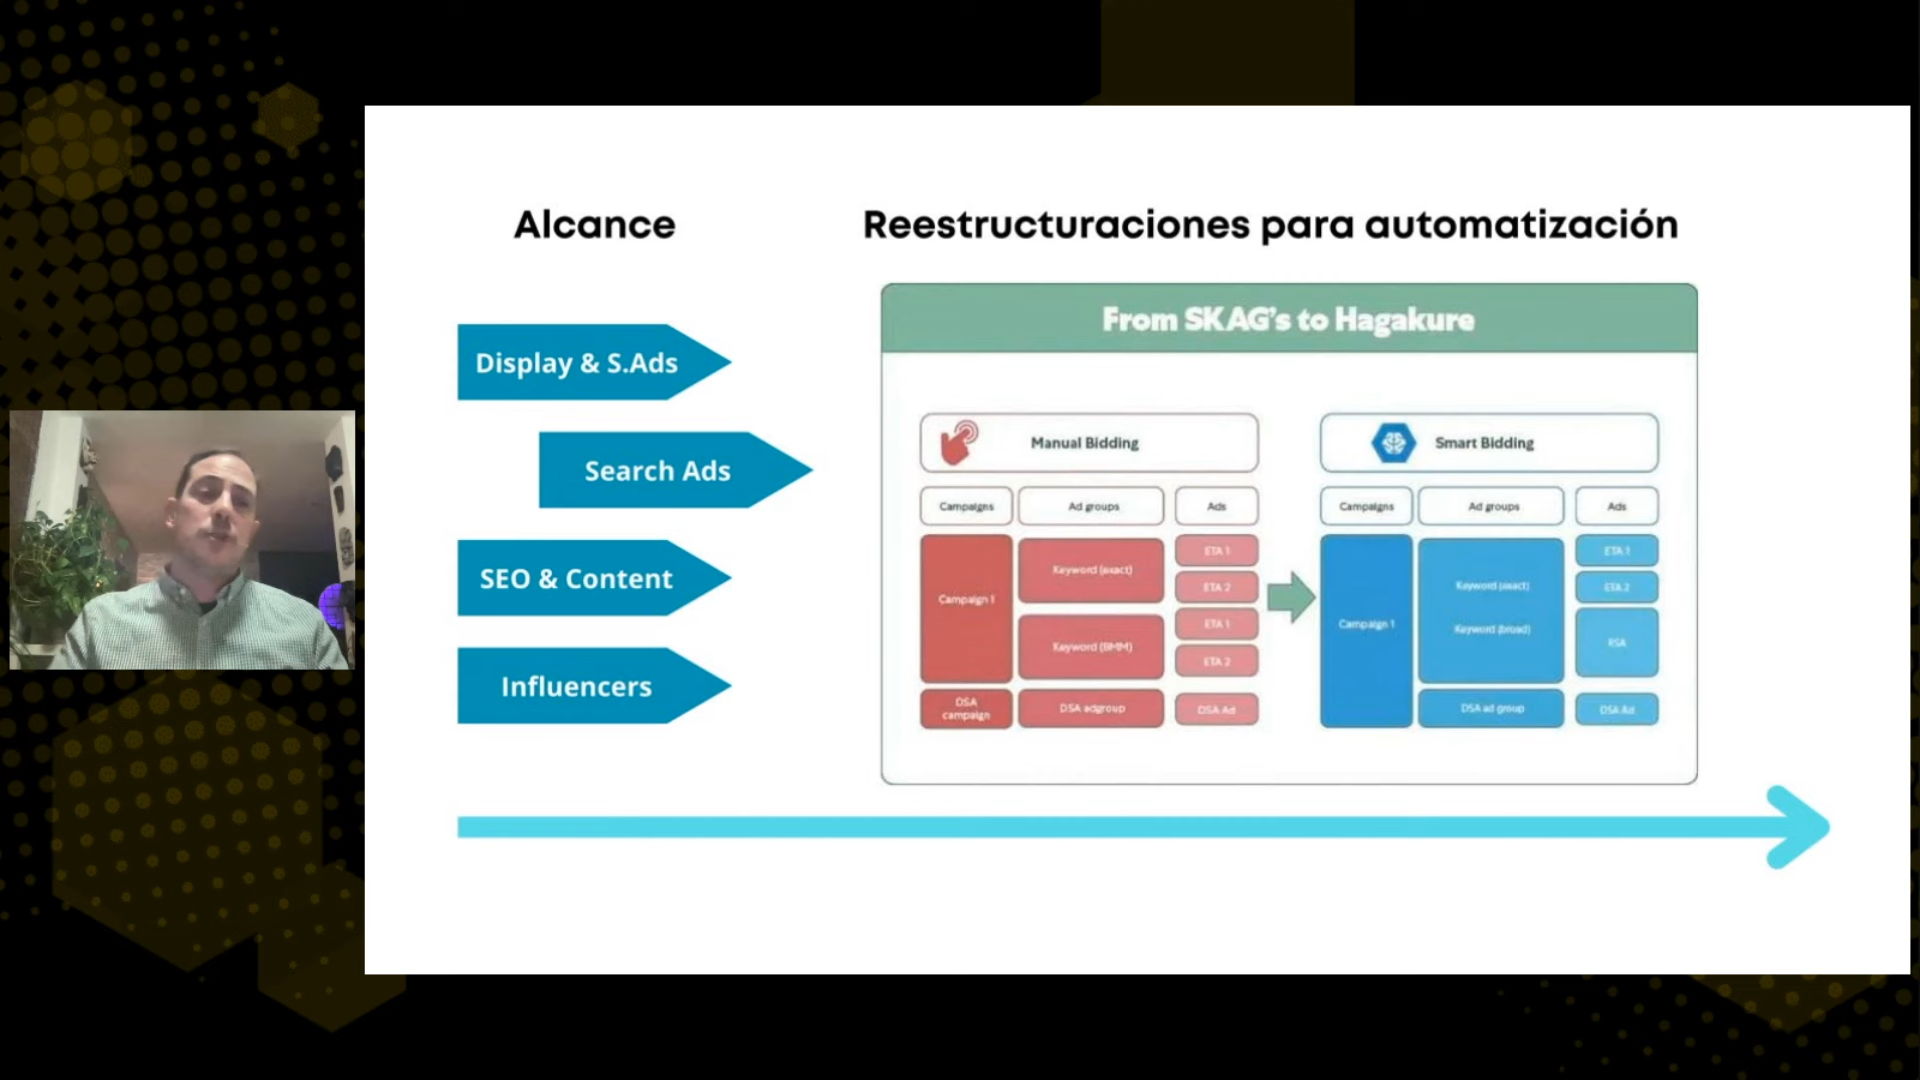 Alcance
Reestructuraciones para automatización
Display & S.Ads
Search Ads
SEO & Content
Influencers
From SKAG's to Hagakure
Manual Bidding
Campaigns
Ad groups
Ads
Campaign 1
Keyword (exact)
Keyword (BMM)
ETA 1
ETA 2
ETA 1
ETA 2
DSA
campaign
DSA adgroup
DSA Ad
Smart Bidding
Campaigns
Ad groups
Ads
Campaign 1
Keyword (exact)
Keyword (broad)
ETA 1
ETA 2
RSA
DSA ad group
DSA Ad